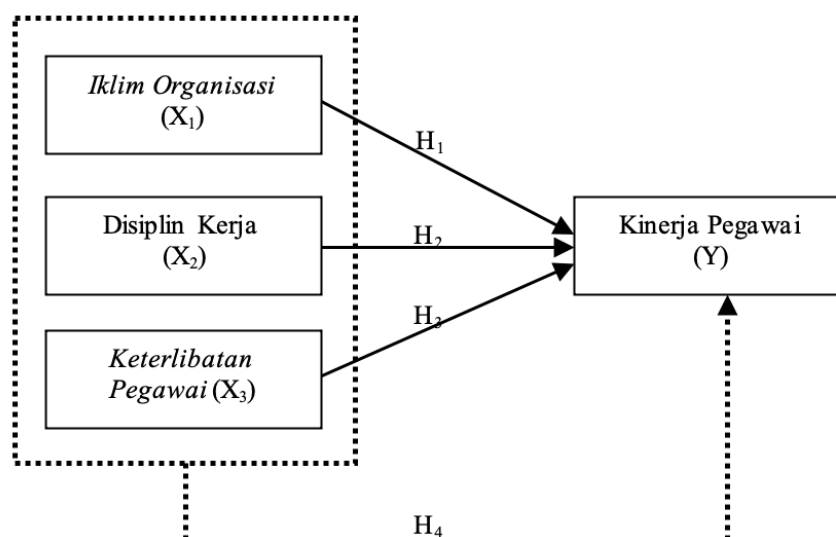 Iklim Organisasi
(X₁)
H₁
Disiplin Kerja
(X₂)
H₂
Kinerja Pegawai
(Y)
H₃
Keterlibatan
Pegawai (X₃)
H₄